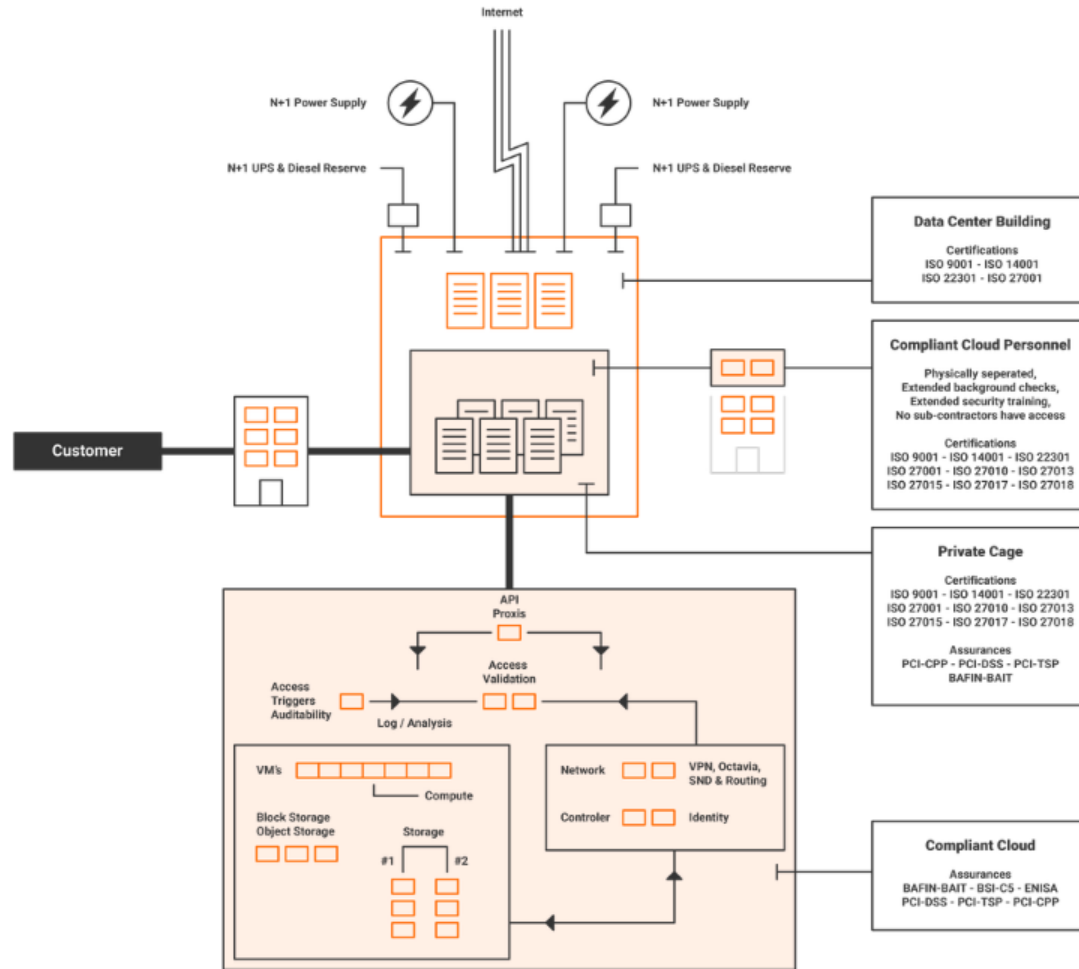 Internet
N+1 Power Supply
N+1 Power Supply
N+1 UPS & Diesel Reserve
N+1 UPS & Diesel Reserve
Data Center Building
Certifications
ISO 9001 - ISO 14001
ISO 22301 - ISO 27001
Compliant Cloud Personnel
Physically seperated,
Extended background checks,
Extended security training,
No sub-contractors have access
Certifications
ISO 9001 - ISO 14001 - ISO 22301
ISO 27001 - ISO 27010 - ISO 27013
ISO 27015 - ISO 27017 - ISO 27018
Customer
Private Cage
Certifications
ISO 9001 - ISO 14001 - ISO 22301
ISO 27001 - ISO 27010 - ISO 27013
ISO 27015 - ISO 27017 - ISO 27018
Assurances
PCI-CPP - PCI-DSS - PCI-TSP
BAFIN-BAIT
API
Proxis
Access
Validation
Access
Triggers
Auditability
Log / Analysis
VM's
Compute
Block Storage
Object Storage
Storage
#1
#2
Network
VPN, Octavia,
SND & Routing
Controler
Identity
Compliant Cloud
Assurances
BAFIN-BAIT - BSI-C5 - ENISA
PCI-DSS - PCI-TSP - PCI-CPP